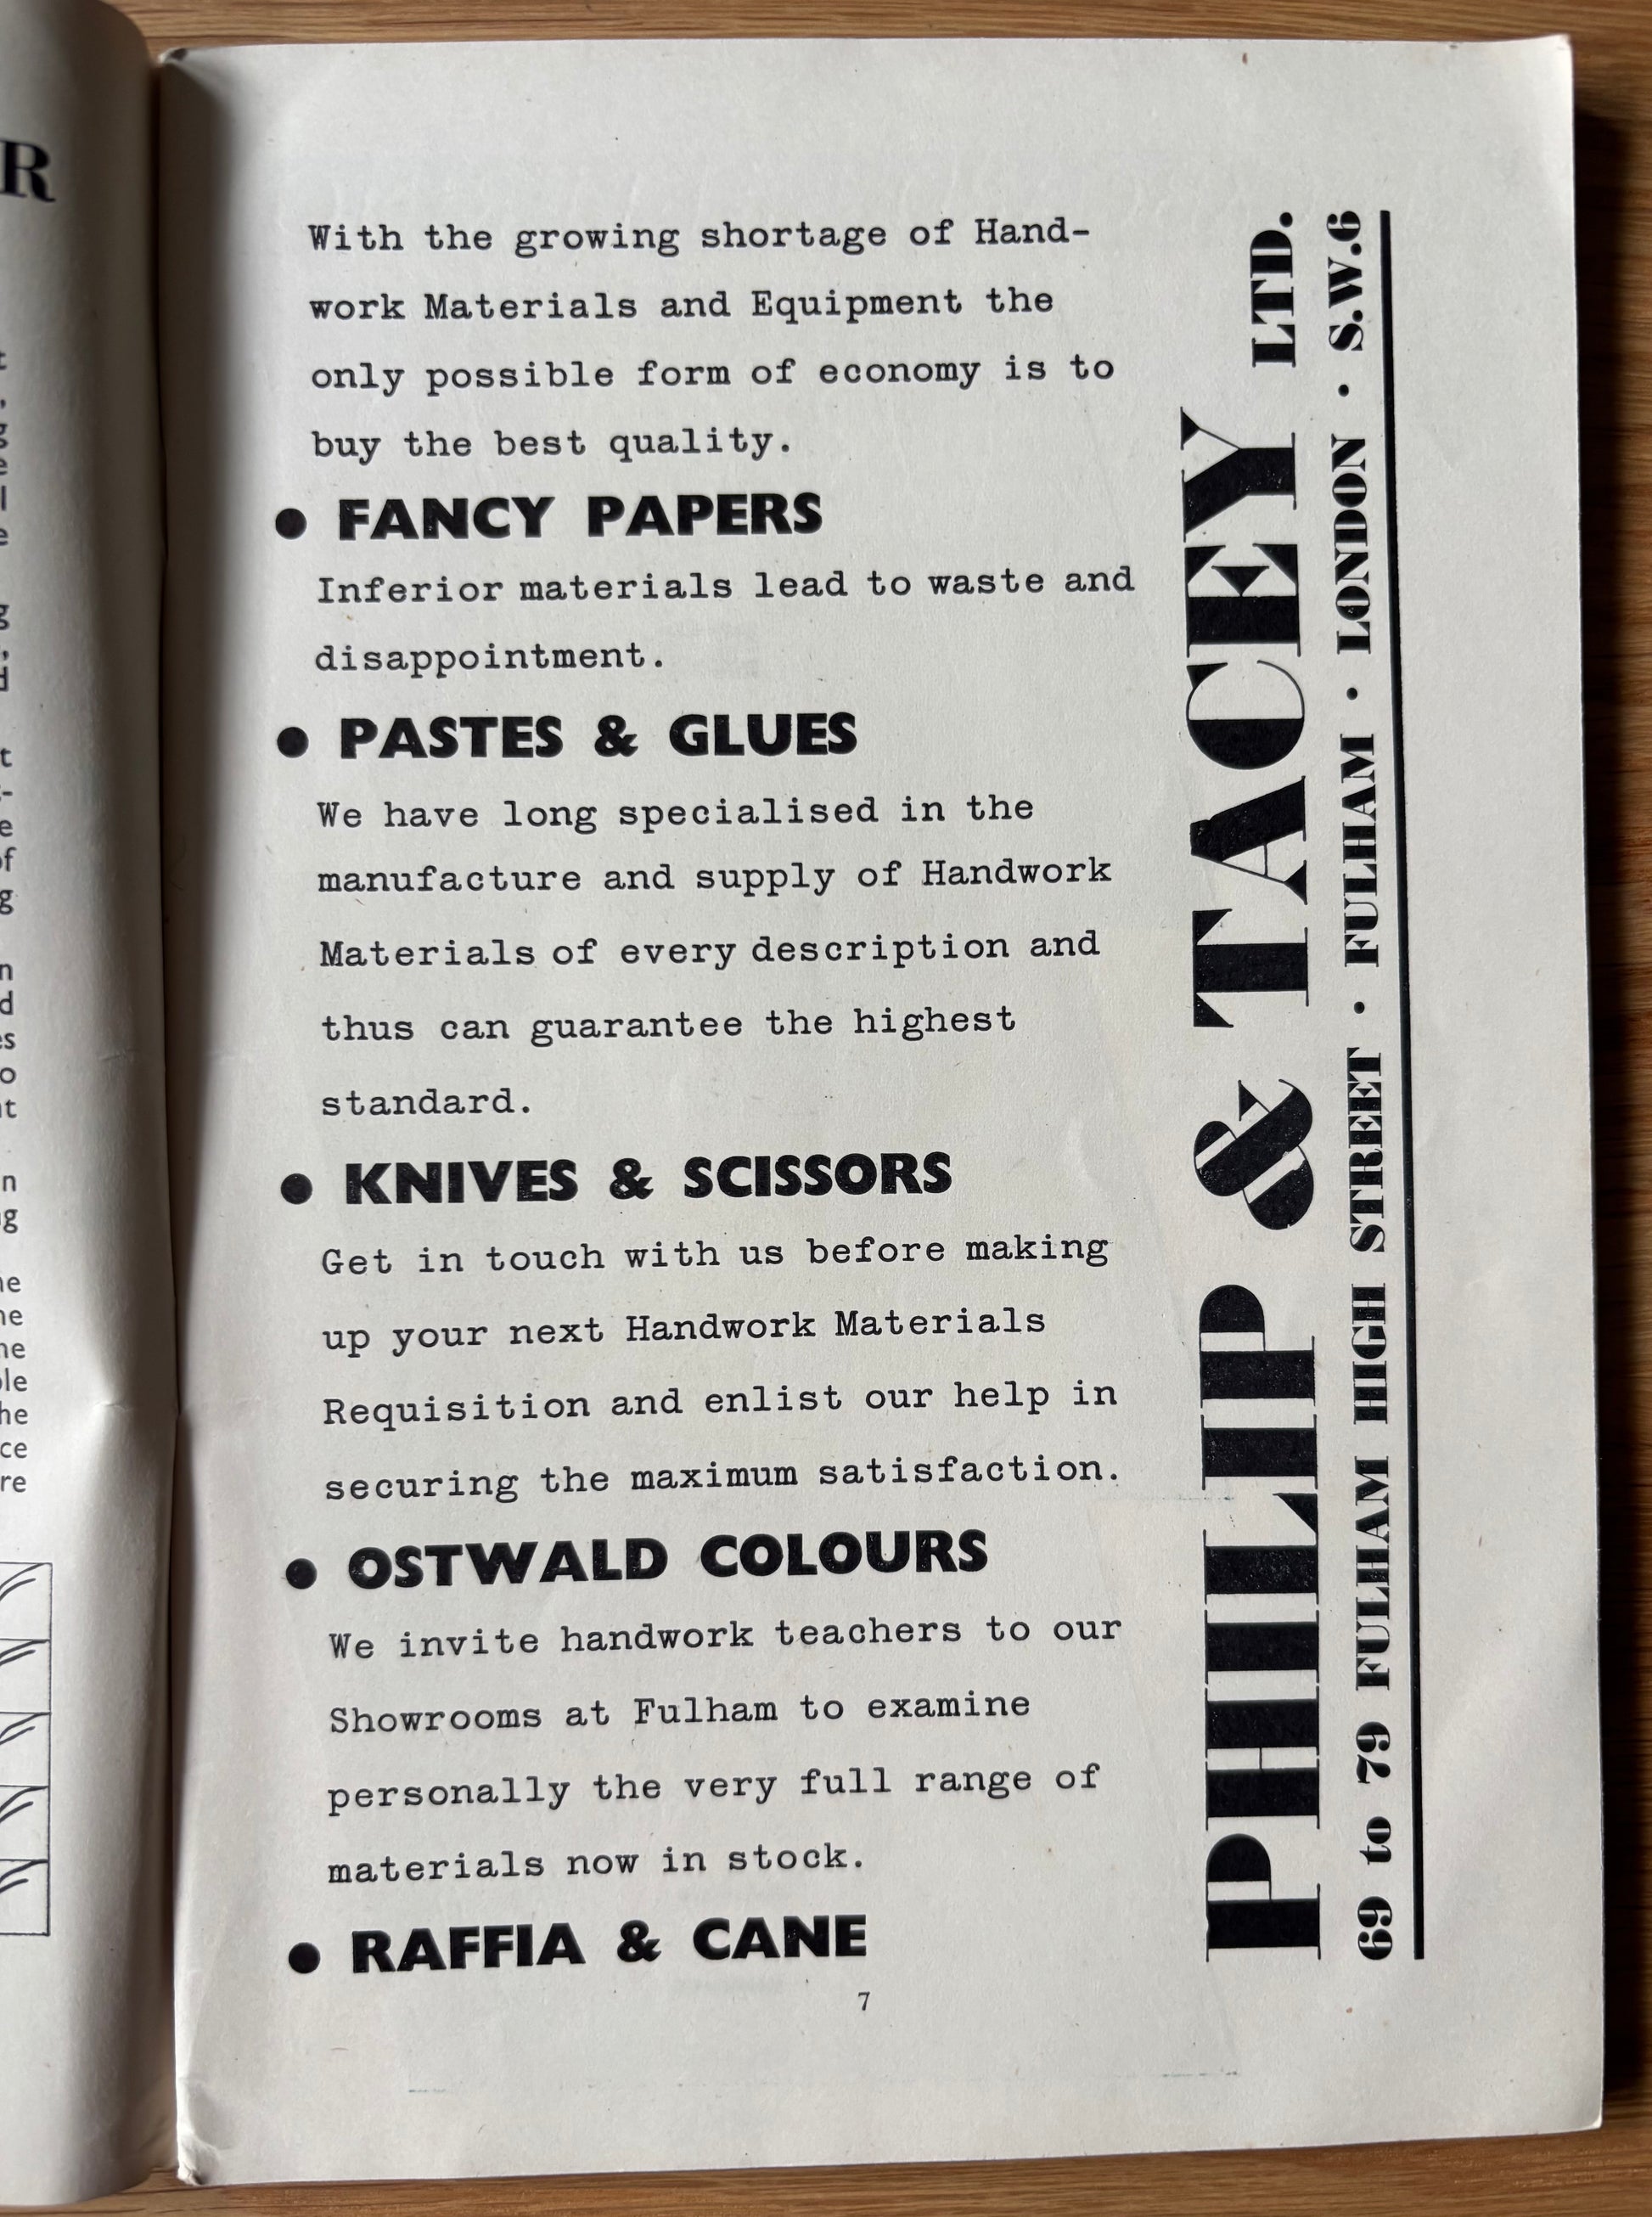 R
With the growing shortage of Hand-
work Materials and Equipment the
only possible form of economy is to
buy the best quality.
● FANCY PAPERS
Inferior materials lead to waste and
disappointment.
● PASTES & GLUES
We have long specialised in the
manufacture and supply of Handwork
Materials of every description and
thus can guarantee the highest
standard.
● KNIVES & SCISSORS
Get in touch with us before making
up your next Handwork Materials
Requisition and enlist our help in
securing the maximum satisfaction.
● OSTWALD COLOURS
We invite handwork teachers to our
Showrooms at Fulham to examine
personally the very full range of
materials now in stock.
● RAFFIA & CANE
7
PHILIP & TACEY LTD.
69 to 79 FULHAM HIGH STREET · FULHAM · LONDON · S.W.6